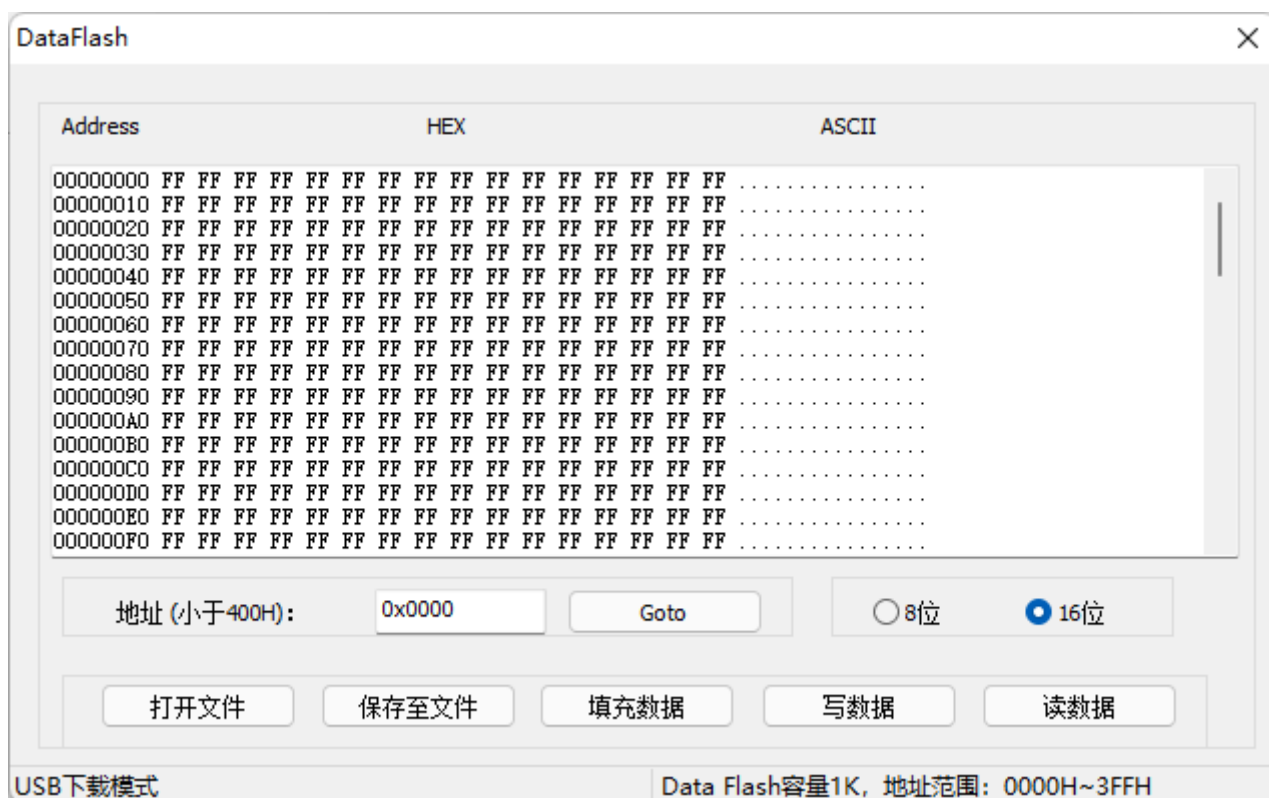 DataFlash
Address HEX ASCII
00000000 FF FF FF FF FF FF FF FF FF FF FF FF FF FF FF FF ................
00000010 FF FF FF FF FF FF FF FF FF FF FF FF FF FF FF FF ................
00000020 FF FF FF FF FF FF FF FF FF FF FF FF FF FF FF FF ................
00000030 FF FF FF FF FF FF FF FF FF FF FF FF FF FF FF FF ................
00000040 FF FF FF FF FF FF FF FF FF FF FF FF FF FF FF FF ................
00000050 FF FF FF FF FF FF FF FF FF FF FF FF FF FF FF FF ................
00000060 FF FF FF FF FF FF FF FF FF FF FF FF FF FF FF FF ................
00000070 FF FF FF FF FF FF FF FF FF FF FF FF FF FF FF FF ................
00000080 FF FF FF FF FF FF FF FF FF FF FF FF FF FF FF FF ................
00000090 FF FF FF FF FF FF FF FF FF FF FF FF FF FF FF FF ................
000000A0 FF FF FF FF FF FF FF FF FF FF FF FF FF FF FF FF ................
000000B0 FF FF FF FF FF FF FF FF FF FF FF FF FF FF FF FF ................
000000C0 FF FF FF FF FF FF FF FF FF FF FF FF FF FF FF FF ................
000000D0 FF FF FF FF FF FF FF FF FF FF FF FF FF FF FF FF ................
000000E0 FF FF FF FF FF FF FF FF FF FF FF FF FF FF FF FF ................
000000F0 FF FF FF FF FF FF FF FF FF FF FF FF FF FF FF FF ................
地址 (小于400H): 0x0000 Goto 8位 16位
打开文件 保存至文件 填充数据 写数据 读数据
USB下载模式 Data Flash容量1K，地址范围：0000H~3FFH